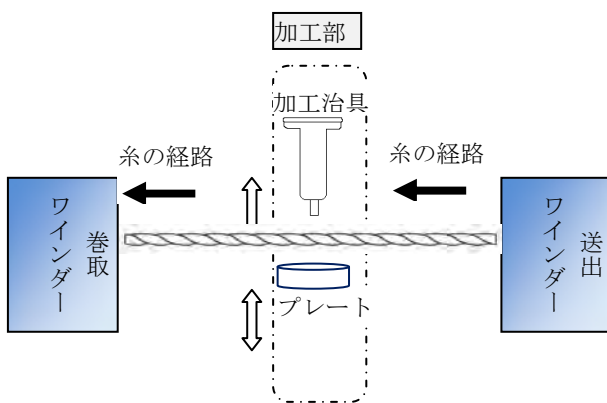 加工部
加工治具
糸の経路
糸の経路
巻取
ワインダー
送出
ワインダー
プレート